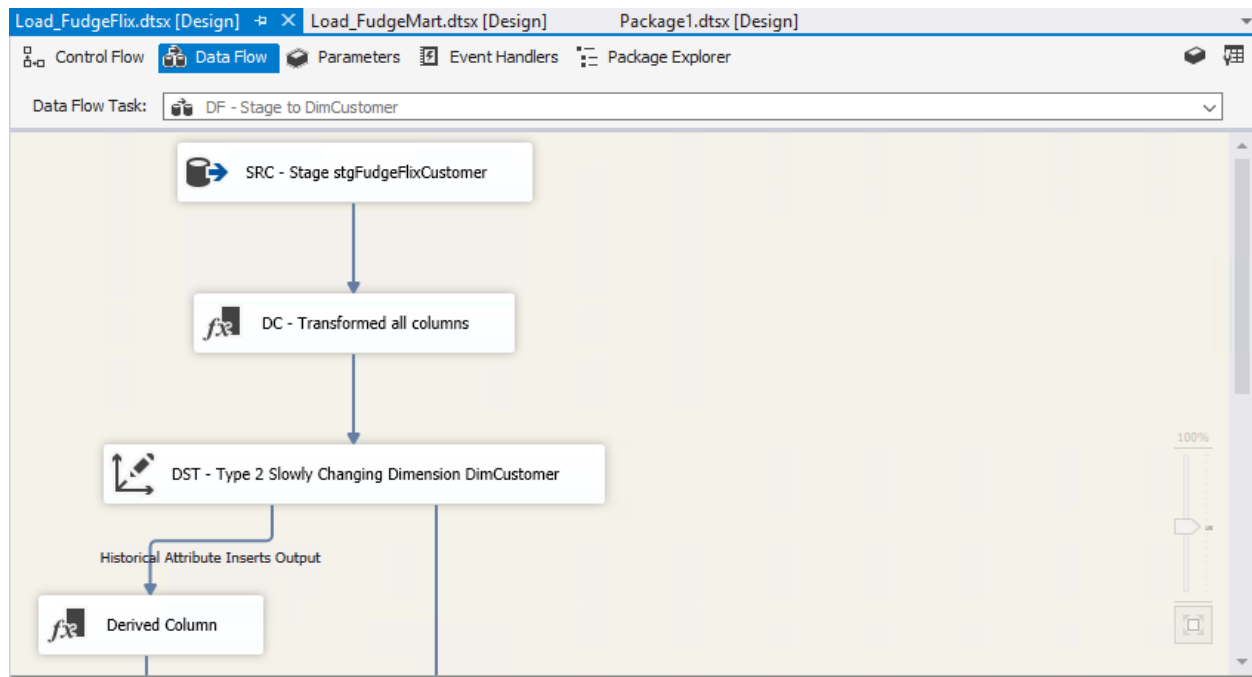 Load_FudgeFlix.dtsx [Design] Load_FudgeMart.dtsx [Design] Package1.dtsx [Design]
Control Flow Data Flow Parameters Event Handlers Package Explorer
Data Flow Task: DF - Stage to DimCustomer
SRC - Stage stgFudgeFlixCustomer
DC - Transformed all columns
100%
DST - Type 2 Slowly Changing Dimension DimCustomer
Historical Attribute Inserts Output
Derived Column